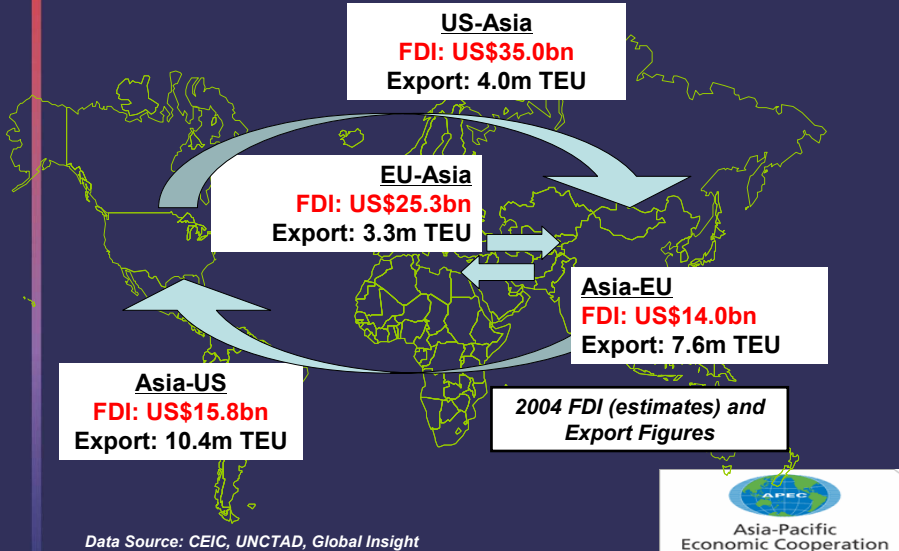 US-Asia
FDI: US$35.0bn
Export: 4.0m TEU
EU-Asia
FDI: US$25.3bn
Export: 3.3m TEU
Asia-EU
FDI: US$14.0bn
Export: 7.6m TEU
Asia-US
FDI: US$15.8bn
Export: 10.4m TEU
2004 FDI (estimates) and
Export Figures
APEC
Asia-Pacific
Economic Cooperation
Data Source: CEIC, UNCTAD, Global Insight